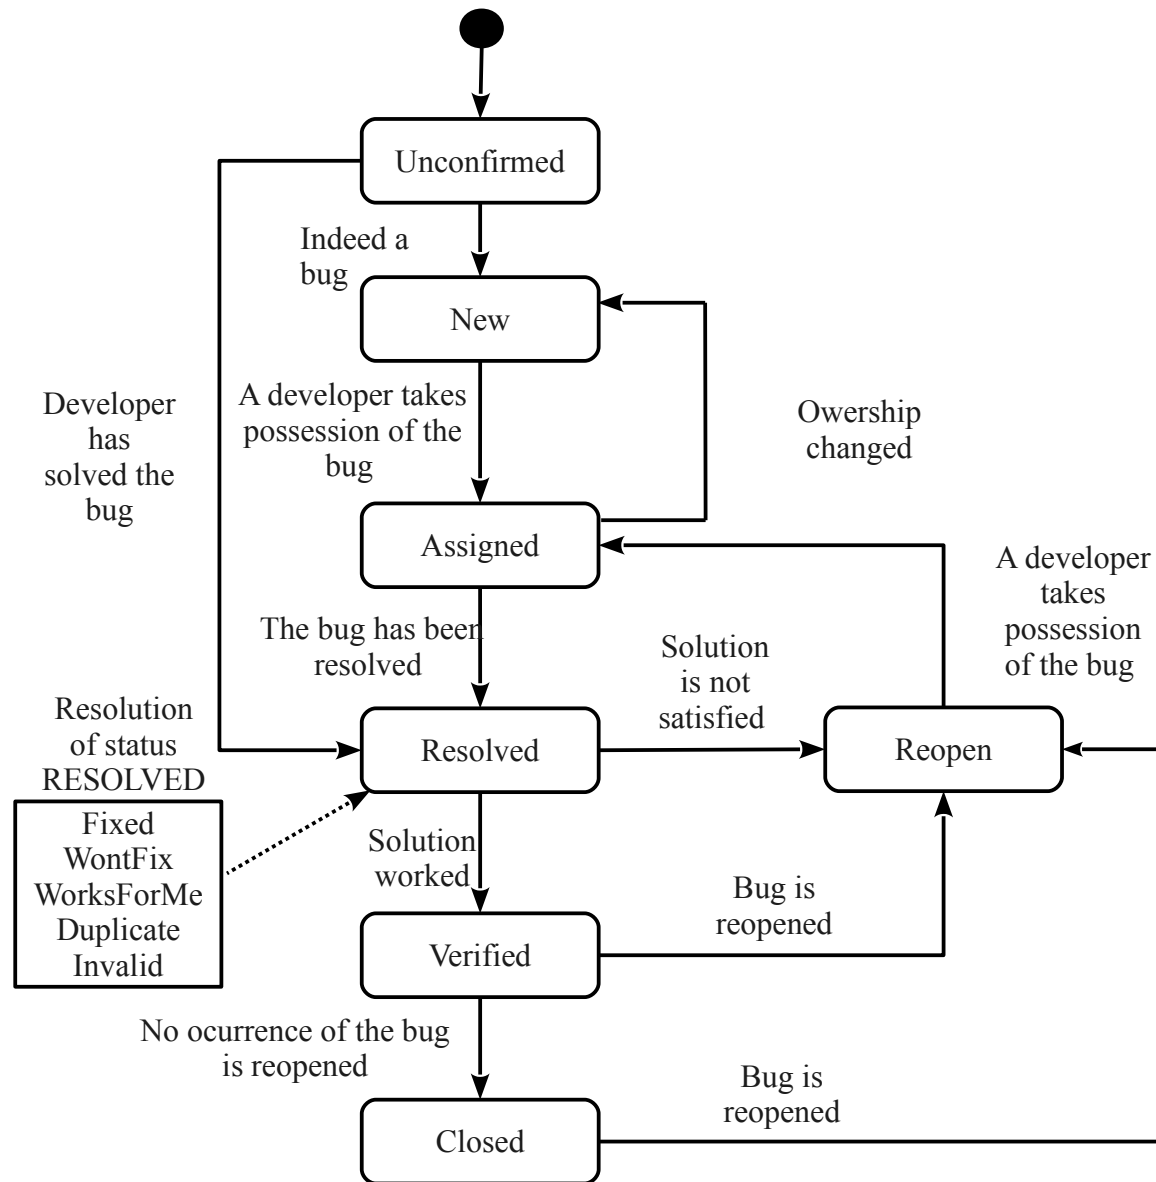 Unconfirmed
Indeed a
bug
New
Developer
has
solved the
bug
A developer takes
possession of the
bug
Owership
changed
Assigned
A developer
takes
possession
of the bug
The bug has been
resolved
Solution
is not
satisfied
Resolution
of status
RESOLVED
Resolved
Reopen
Fixed
WontFix
WorksForMe
Duplicate
Invalid
Solution
worked
Bug is
reopened
Verified
No ocurrence of the bug
is reopened
Bug is
reopened
Closed